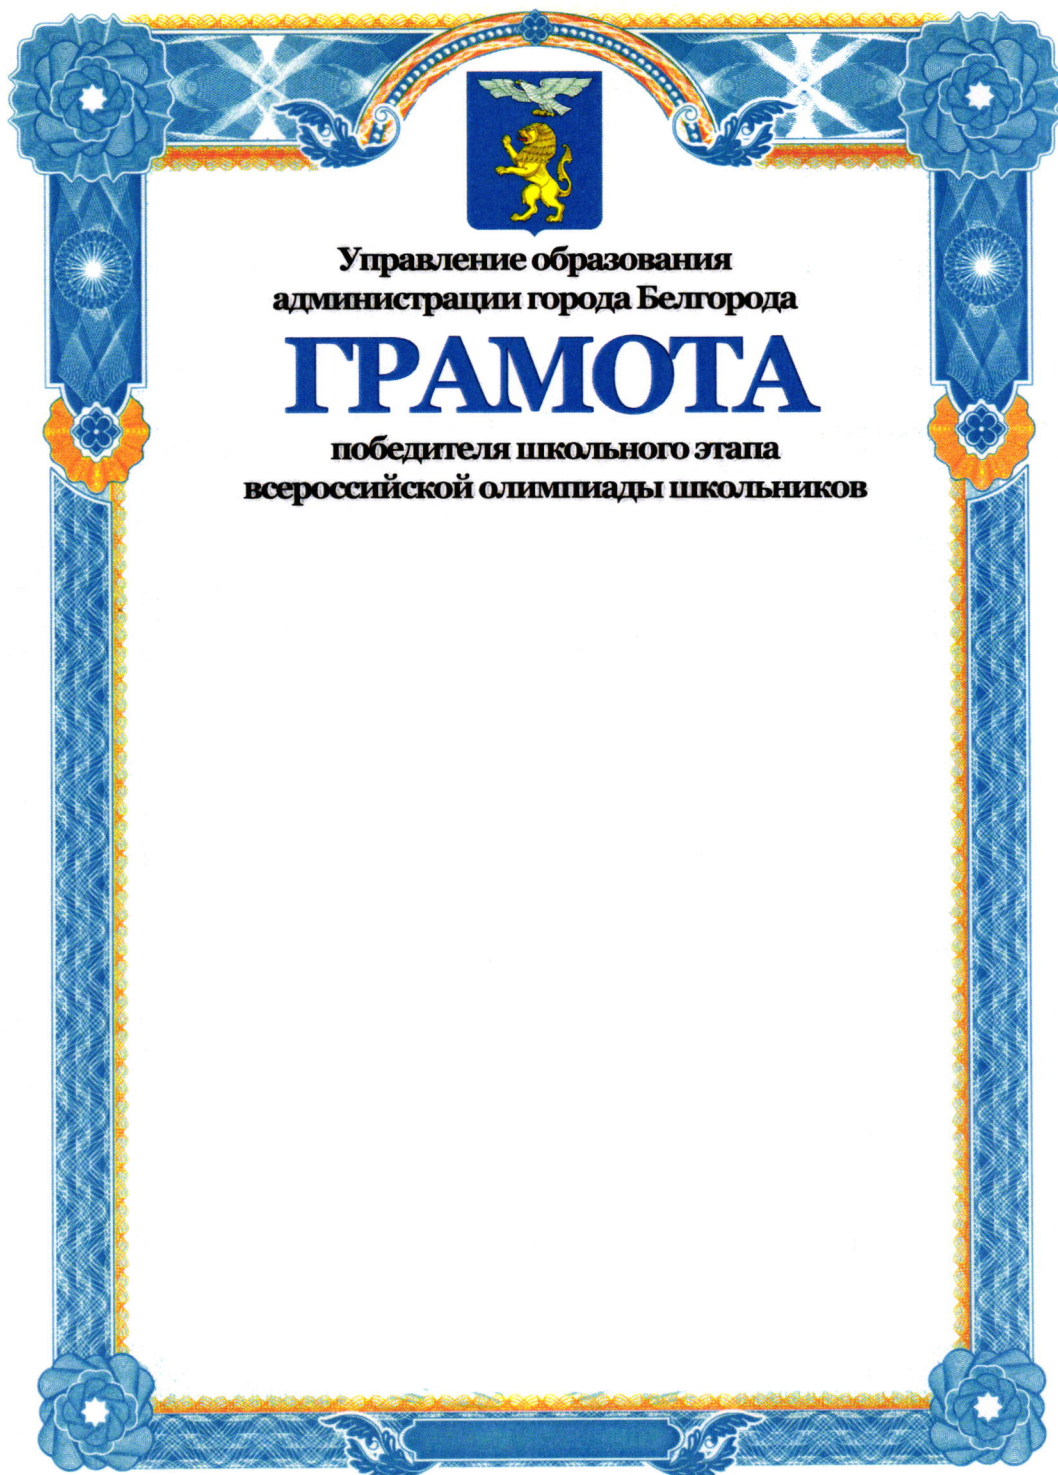 Управление образования
администрации города Белгорода
ГРАМОТА
победителя школьного этапа
всероссийской олимпиады школьников